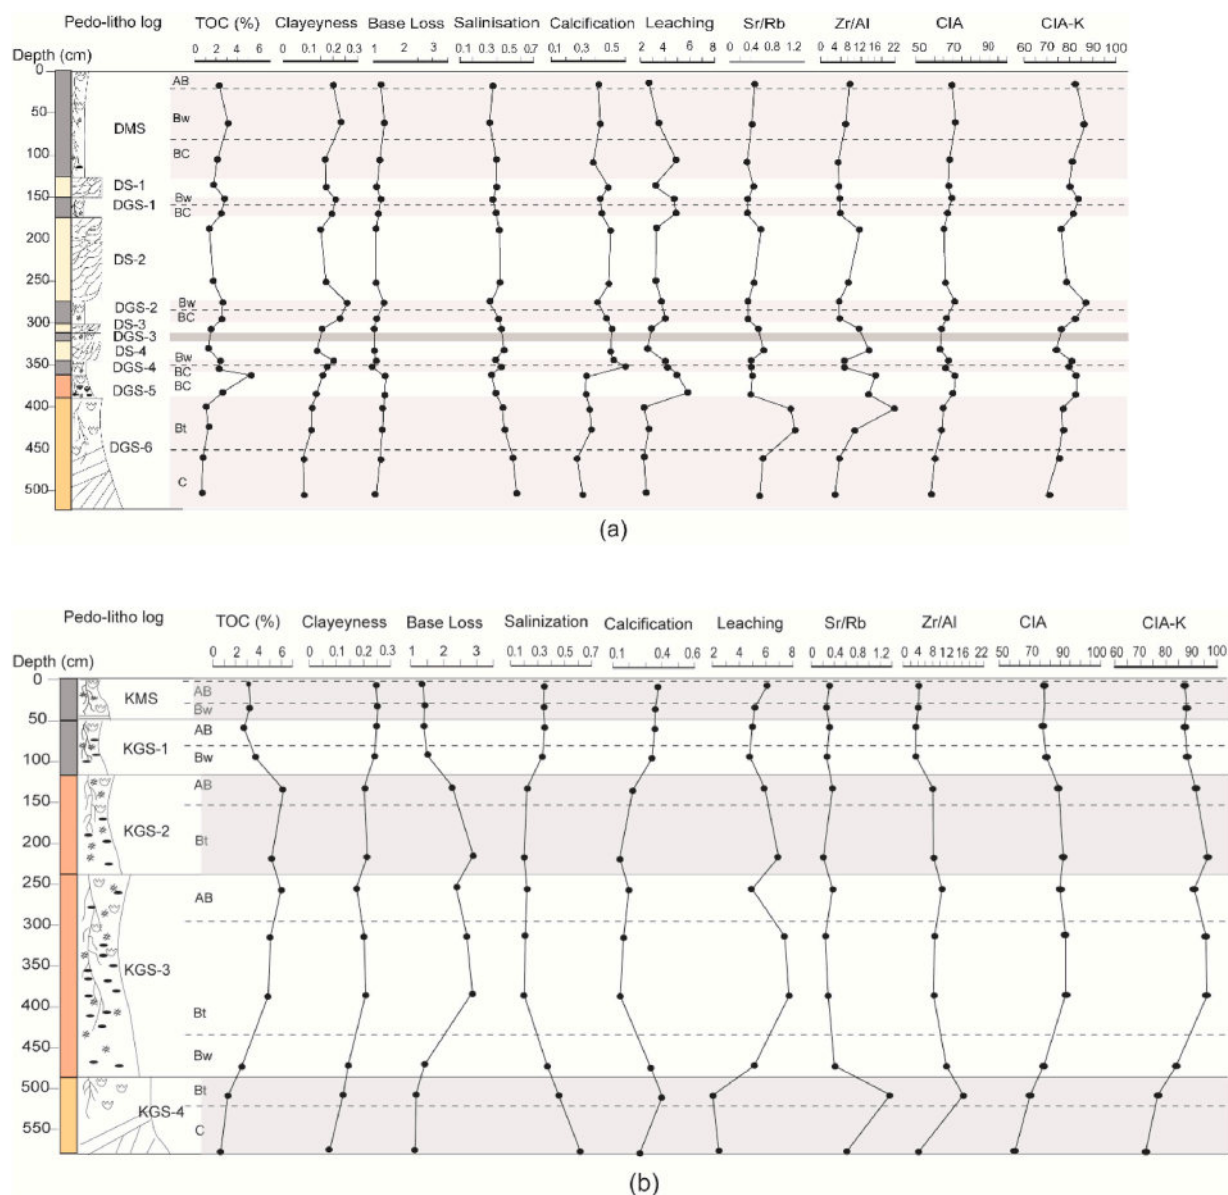 Pedo-litho log TOC (%) Clayeyness Base Loss Salinisation Calcification Leaching Sr/Rb Zr/Al CIA CIA-K
0 2 4 6 0 0.1 0.2 0.3 1 2 3 0.1 0.3 0.5 0.7 0.1 0.3 0.5 2 4 6 8 0 0.4 0.8 1.2 0 4 8 12 16 22 50 70 90 60 70 80 90 100
Depth (cm)
0
AB
50
Bw
DMS
100
BC
DS-1
150
Bw
DGS-1
BC
200
DS-2
250
DGS-2
Bw
300
BC
DS-3
DGS-3
DS-4
350
Bw
DGS-4
BC
DGS-5
BC
400
Bt
DGS-6
450
C
500
(a)
Pedo-litho log TOC (%) Clayeyness Base Loss Salinization Calcification Leaching Sr/Rb Zr/Al CIA CIA-K
0 2 4 6 0 0.1 0.2 0.3 1 2 3 0.1 0.3 0.5 0.7 0.1 0.4 0.6 2 4 6 8 0 0.4 1.2 0 4 8 12 16 22 50 70 90 100 60 70 80 90 100
Depth (cm)
0
KMS
AB
Bw
50
AB
KGS-1
100
Bw
AB
150
KGS-2
200
Bt
250
AB
300
350
KGS-3
400
Bt
450
Bw
500
Bt
KGS-4
550
C
(b)